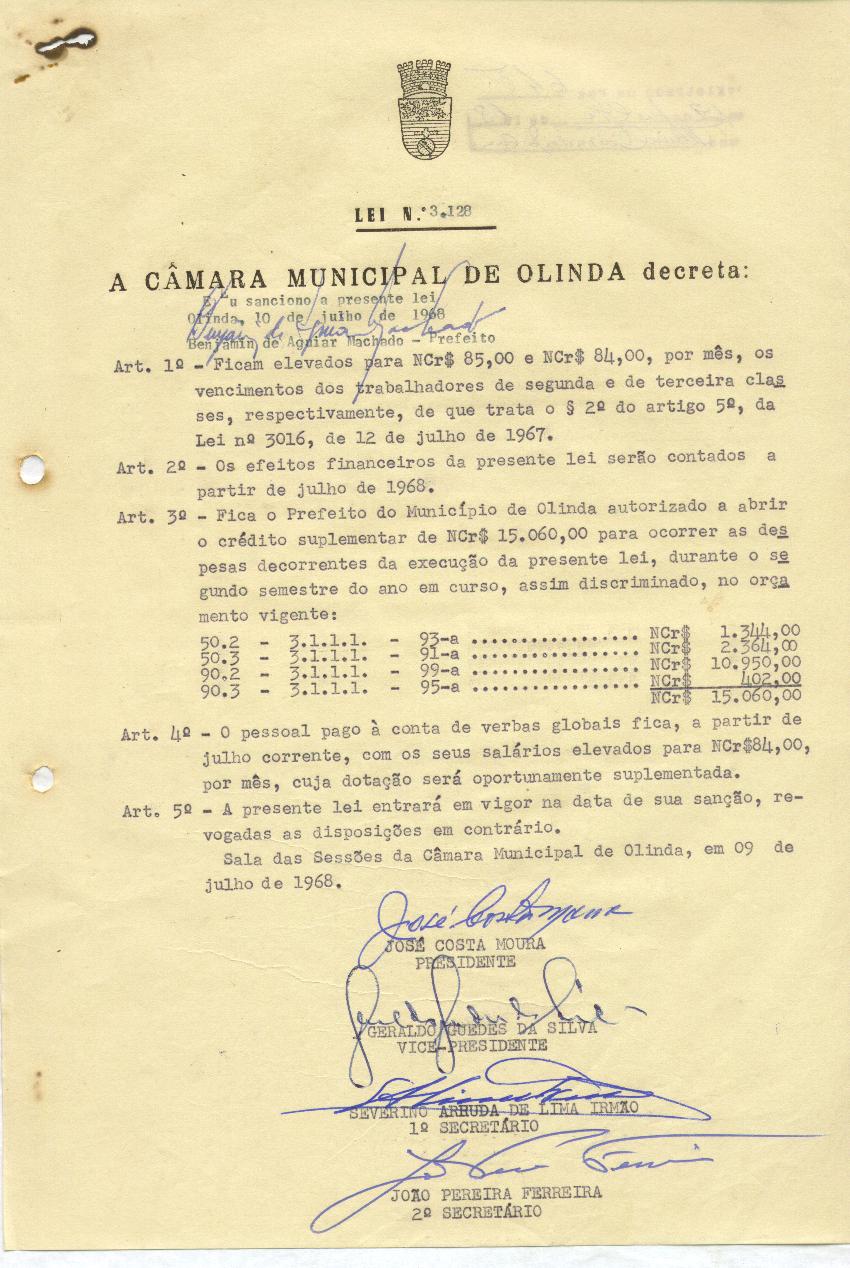 LEI N.º 3.128
A CÂMARA MUNICIPAL DE OLINDA decreta:
Eu sanciono a presente lei
Olinda, 10 de julho de 1968
Benjamin de Aguiar Machado - Prefeito
Art. 1º - Ficam elevados para NCr$ 85,00 e NCr$ 84,00, por mês, os
vencimentos dos trabalhadores de segunda e de terceira clas
ses, respectivamente, de que trata o § 2º do artigo 5º, da
Lei nº 3016, de 12 de julho de 1967.
Art. 2º - Os efeitos financeiros da presente lei serão contados a
partir de julho de 1968.
Art. 3º - Fica o Prefeito do Município de Olinda autorizado a abrir
o crédito suplementar de NCr$ 15.060,00 para ocorrer as des
pesas decorrentes da execução da presente lei, durante o se
gundo semestre do ano em curso, assim discriminado, no orça
mento vigente:
50.2 - 3.1.1.1. - 93-a .................. NCr$ 1.344,00
50.3 - 3.1.1.1. - 91-a .................. NCr$ 2.364,00
90.2 - 3.1.1.1. - 99-a .................. NCr$ 10.950,00
90.3 - 3.1.1.1. - 95-a .................. NCr$ 402,00
NCr$ 15.060,00
Art. 4º - O pessoal pago à conta de verbas globais fica, a partir de
julho corrente, com os seus salários elevados para NCr$84,00,
por mês, cuja dotação será oportunamente suplementada.
Art. 5º - A presente lei entrará em vigor na data de sua sanção, re-
vogadas as disposições em contrário.
Sala das Sessões da Câmara Municipal de Olinda, em 09 de
julho de 1968.
José Costa Moura
JOSÉ COSTA MOURA
PRESIDENTE
GERALDO GUEDES DA SILVA
VICE-PRESIDENTE
SEVERINO ARRUDA DE LIMA IRMÃO
1º SECRETÁRIO
JOÃO PEREIRA FERREIRA
2º SECRETÁRIO